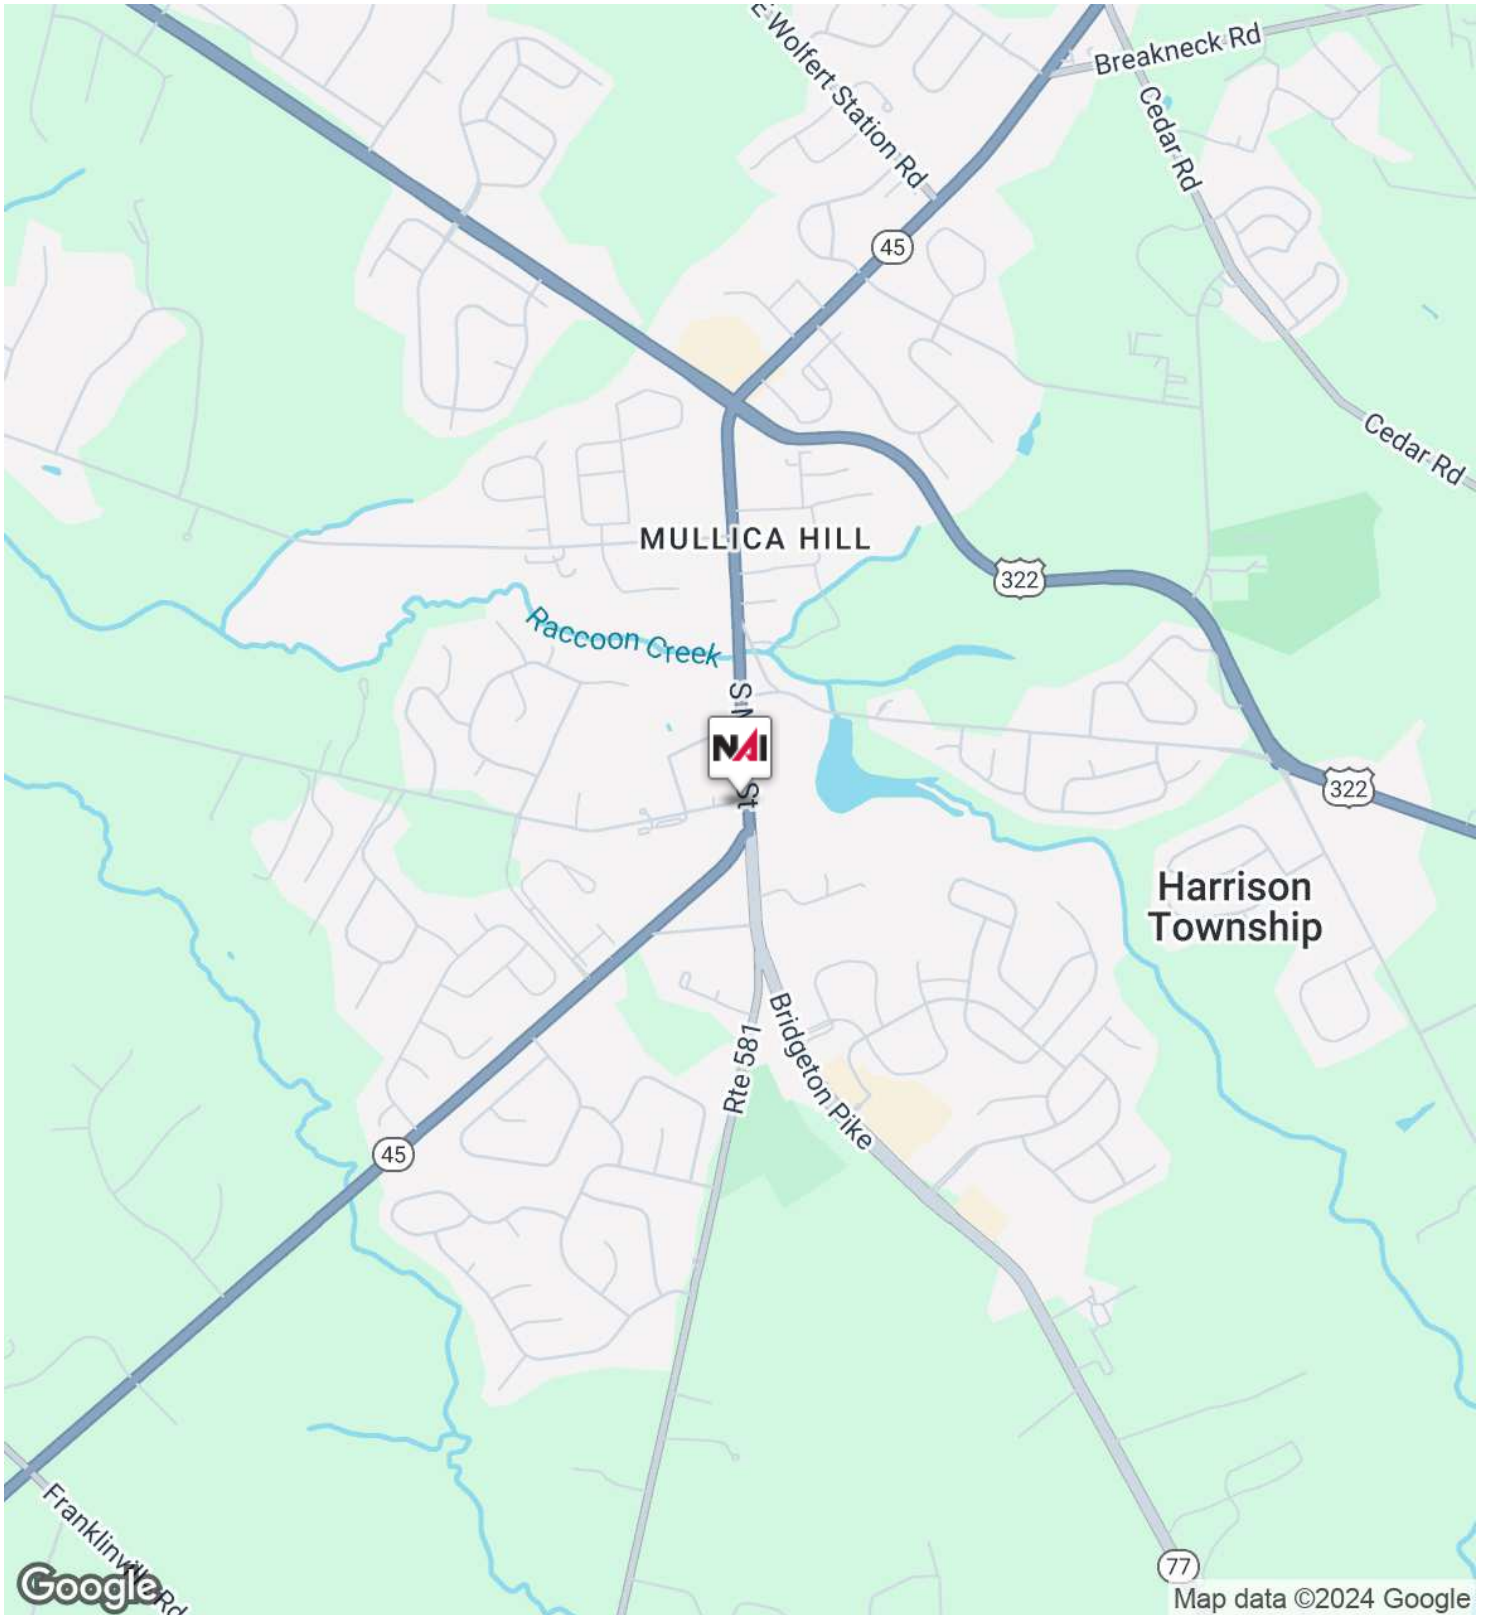 E Wolfert Station Rd
Breakneck Rd
Cedar Rd
45
Cedar Rd
MULLICA HILL
322
Raccoon Creek
S
NAI
St
322
Harrison
Township
Rte 581
Bridgeton Pike
45
Franklinville Rd
77
Google
Map data ©2024 Google